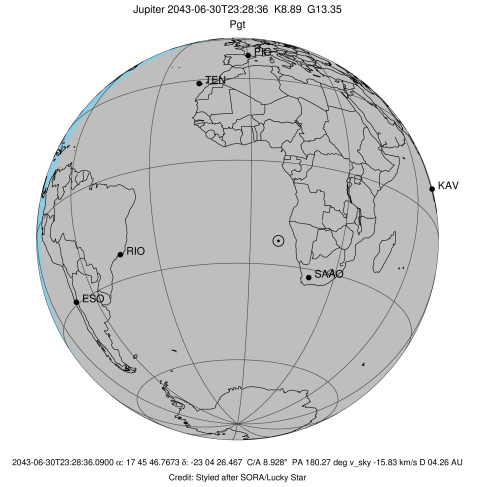 Jupiter 2043-06-30T23:28:36 K8.89 G13.35
Pgt
PIC
TEN
KAV
RIO
SAAO
ESO
2043-06-30T23:28:36.0900 α: 17 45 46.7673 δ: -23 04 26.467 C/A 8.928" PA 180.27 deg v_sky -15.83 km/s D 04.26 AU
Credit: Styled after SORA/Lucky Star